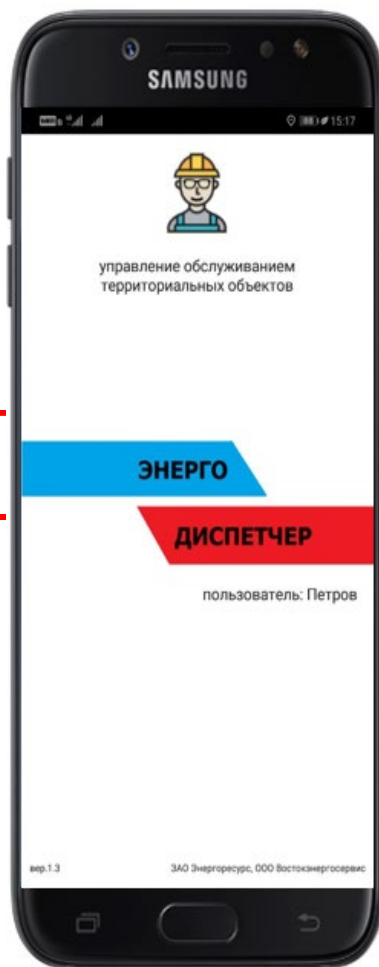 SAMSUNG
15:17
управление обслуживанием
территориальных объектов
ЭНЕРГО
ДИСПЕТЧЕР
пользователь: Петров
вер.1.3
ЗАО Энергоресурс, ООО Востокэнергосервис